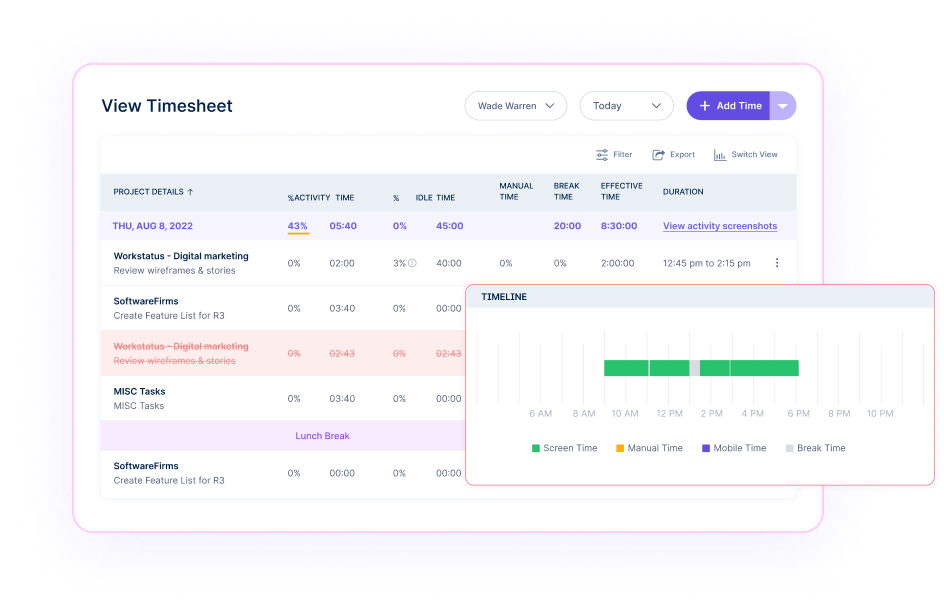 View Timesheet
Wade Warren
Today
+ Add Time
Filter
Export
Switch View
PROJECT DETAILS ↑
%ACTIVITY TIME
%
IDLE TIME
MANUAL
TIME
BREAK
TIME
EFFECTIVE
TIME
DURATION
THU, AUG 8, 2022 43% 05:40 0% 45:00 20:00 8:30:00 View activity screenshots
Workstatus - Digital marketing
Review wireframes & stories
0% 02:00 3% 40:00 0% 0% 2:00:00 12:45 pm to 2:15 pm
SoftwareFirms
Create Feature List for R3
0% 03:40 0% 00:00
Workstatus - Digital marketing
Review wireframes & stories
0% 02:43 0% 02:43
MISC Tasks
MISC Tasks
0% 03:40 0% 00:00
Lunch Break
SoftwareFirms
Create Feature List for R3
0% 00:00 0% 00:00
TIMELINE
6 AM 8 AM 10 AM 12 PM 2 PM 4 PM 6 PM 8 PM 10 PM
Screen Time Manual Time Mobile Time Break Time